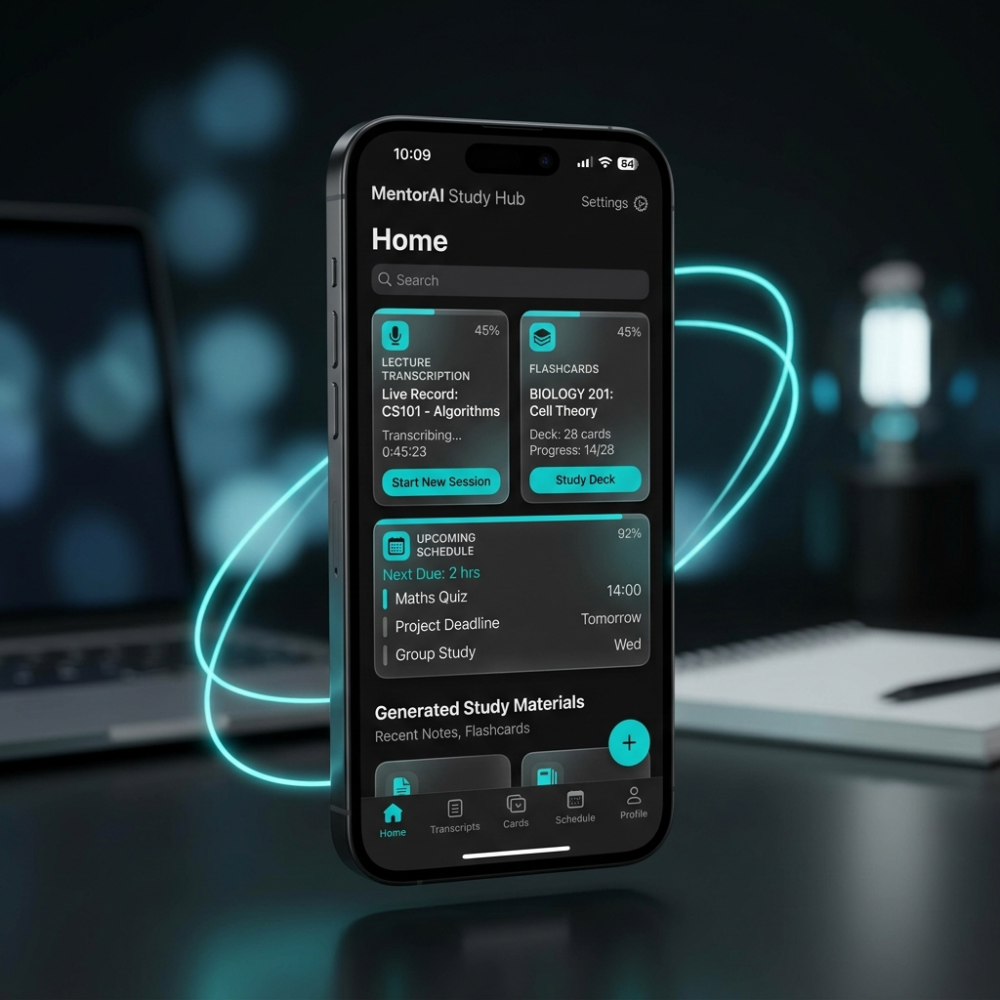 10:09
64
MentorAI Study Hub
Settings
Home
Search
45%
LECTURE
TRANSCRIPTION
Live Record:
CS101 - Algorithms
Transcribing...
0:45:23
Start New Session
45%
FLASHCARDS
BIOLOGY 201:
Cell Theory
Deck: 28 cards
Progress: 14/28
Study Deck
92%
UPCOMING
SCHEDULE
Next Due: 2 hrs
Maths Quiz 14:00
Project Deadline Tomorrow
Group Study Wed
Generated Study Materials
Recent Notes, Flashcards
+
Home Transcripts Cards Schedule Profile